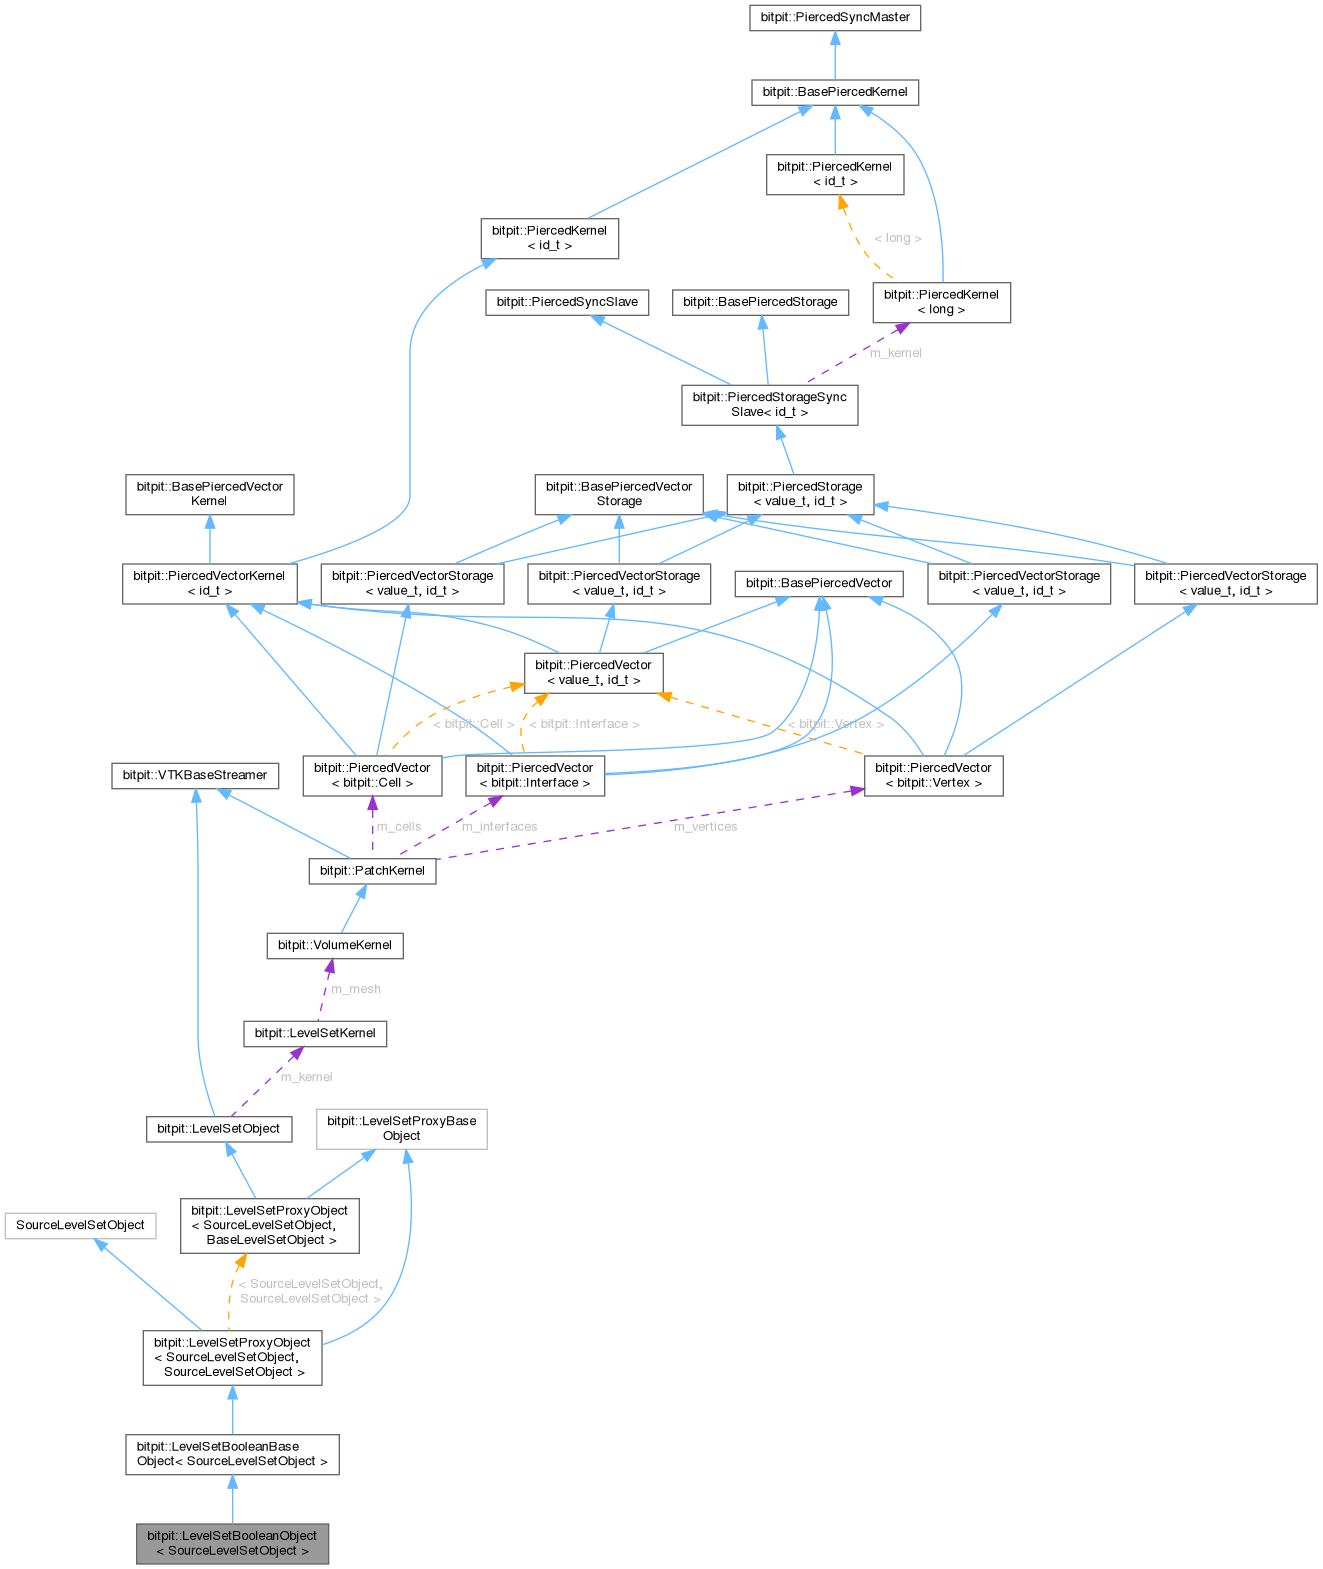 bitpit::PiercedSyncMaster
bitpit::BasePiercedKernel
bitpit::PiercedKernel
< id_t >
bitpit::PiercedKernel
< id_t >
< long >
bitpit::PiercedSyncSlave
bitpit::BasePiercedStorage
bitpit::PiercedKernel
< long >
m_kernel
bitpit::PiercedStorageSync
Slave< id_t >
bitpit::BasePiercedVector
Kernel
bitpit::BasePiercedVector
Storage
bitpit::PiercedStorage
< value_t, id_t >
bitpit::PiercedVectorKernel
< id_t >
bitpit::PiercedVectorStorage
< value_t, id_t >
bitpit::PiercedVectorStorage
< value_t, id_t >
bitpit::BasePiercedVector
bitpit::PiercedVectorStorage
< value_t, id_t >
bitpit::PiercedVectorStorage
< value_t, id_t >
bitpit::PiercedVector
< value_t, id_t >
< bitpit::Cell >
< bitpit::Interface >
< bitpit::Vertex >
bitpit::VTKBaseStreamer
bitpit::PiercedVector
< bitpit::Cell >
bitpit::PiercedVector
< bitpit::Interface >
bitpit::PiercedVector
< bitpit::Vertex >
m_cells
m_interfaces
m_vertices
bitpit::PatchKernel
bitpit::VolumeKernel
m_mesh
bitpit::LevelSetKernel
m_kernel
bitpit::LevelSetObject
bitpit::LevelSetProxyBase
Object
bitpit::LevelSetProxyObject
< SourceLevelSetObject,
BaseLevelSetObject >
SourceLevelSetObject
< SourceLevelSetObject,
SourceLevelSetObject >
bitpit::LevelSetProxyObject
< SourceLevelSetObject,
SourceLevelSetObject >
bitpit::LevelSetBooleanBase
Object< SourceLevelSetObject >
bitpit::LevelSetBooleanObject
< SourceLevelSetObject >